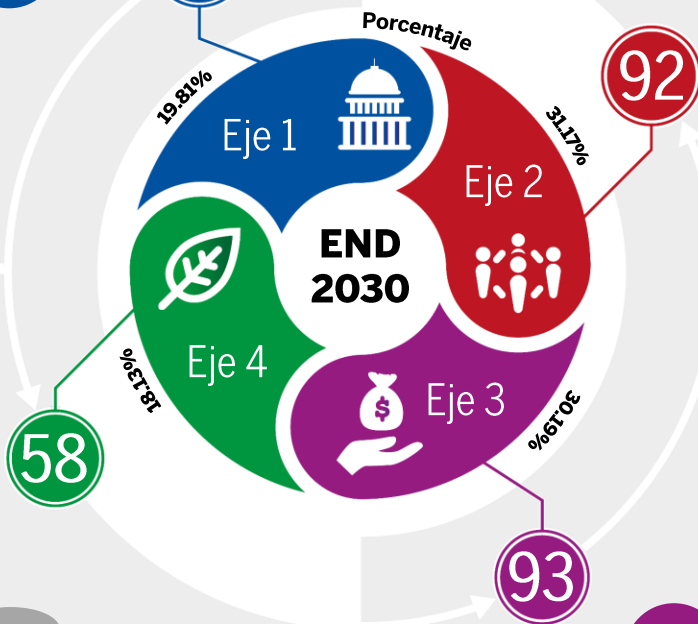 Porcentaje
19.81%
Eje 1
31.17%
92
Eje 2
END
2030
Eje 4
18.13%
58
Eje 3
$
30.19%
93